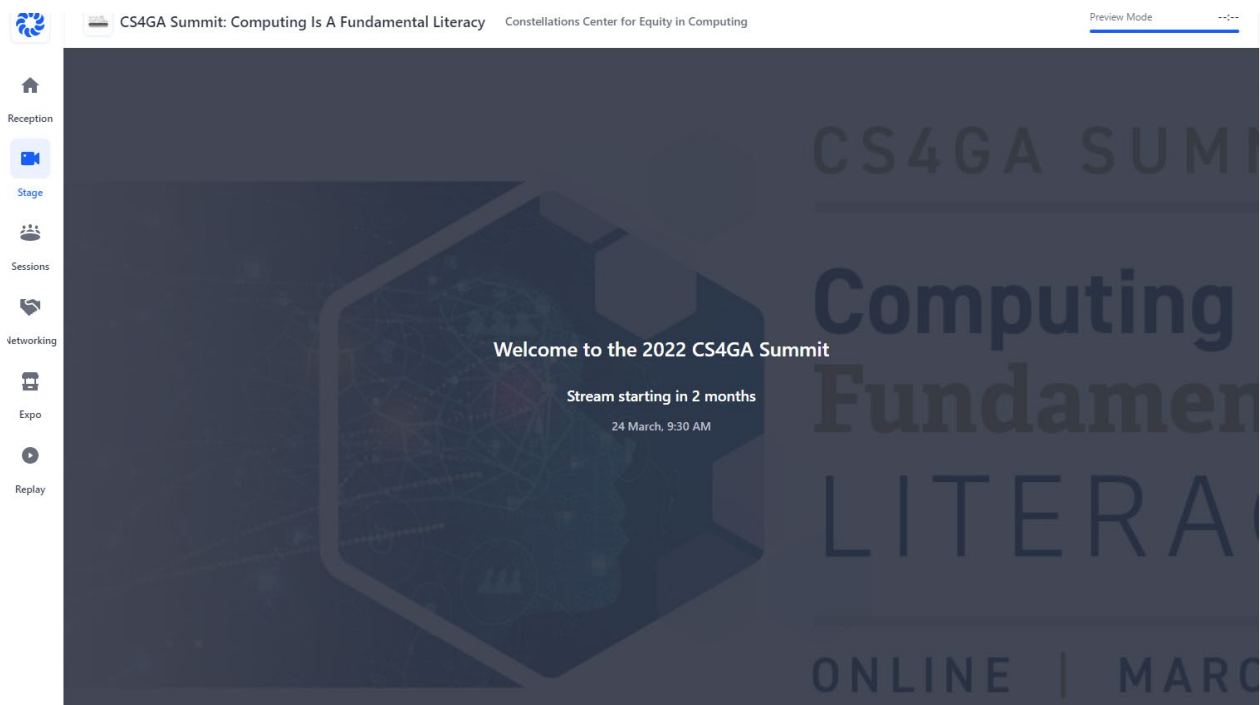 CS4GA Summit: Computing Is A Fundamental Literacy Constellations Center for Equity in Computing
Preview Mode --:--
Reception
Stage
Sessions
Networking
Expo
Replay
CS4GA SUMM
Computing
Fundamen
LITERAC
ONLINE | MARC
Welcome to the 2022 CS4GA Summit
Stream starting in 2 months
24 March, 9:30 AM